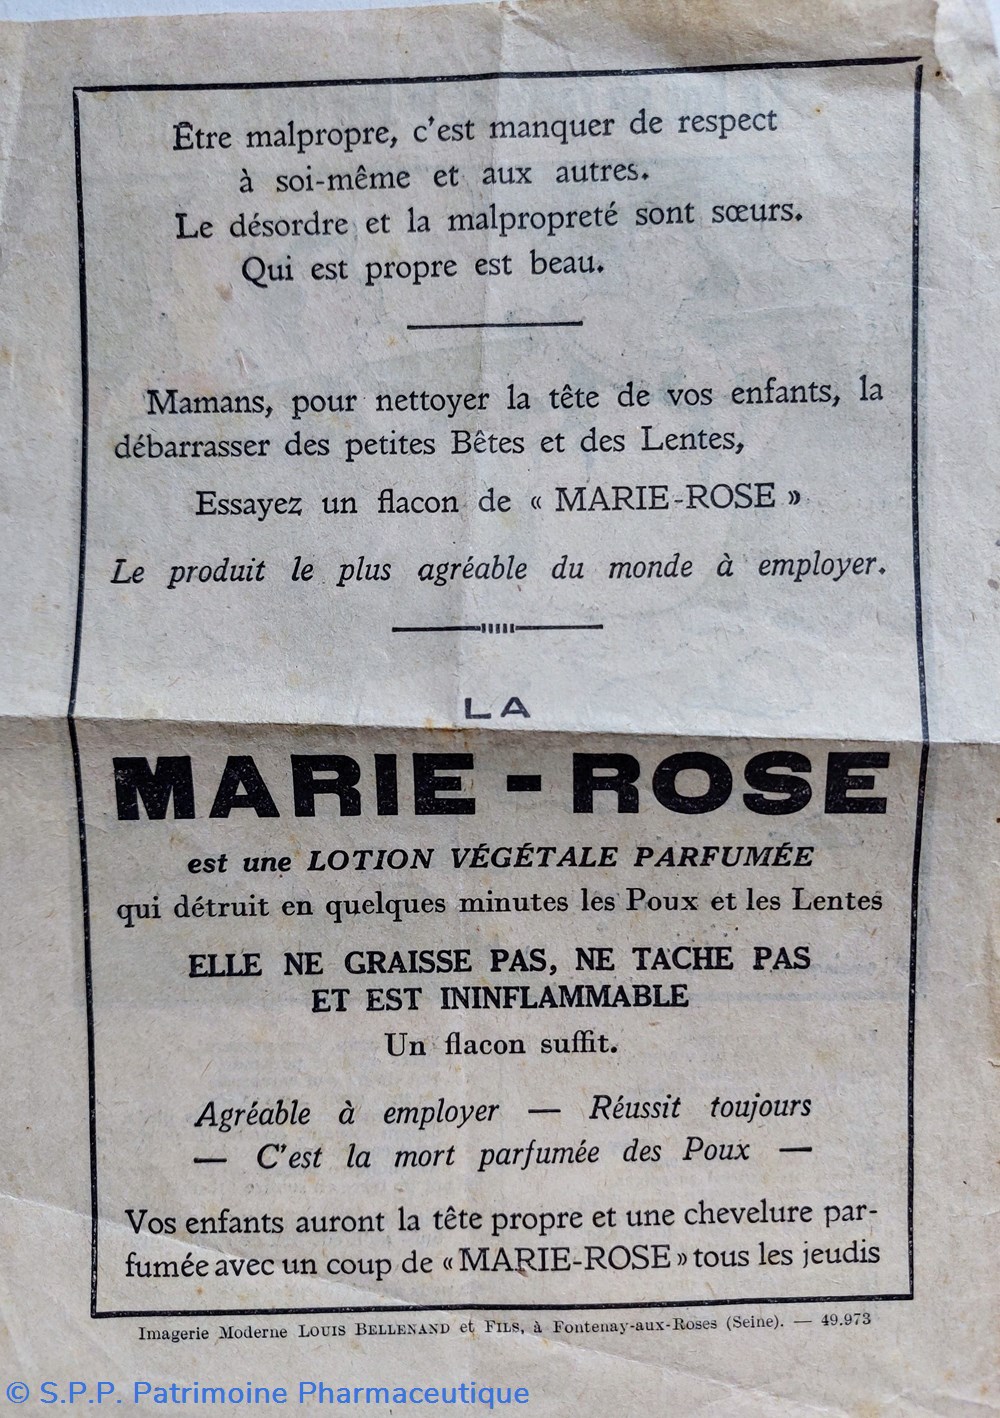 Être malpropre, c'est manquer de respect
à soi-même et aux autres.
Le désordre et la malpropreté sont sœurs.
Qui est propre est beau.
Mamans, pour nettoyer la tête de vos enfants, la
débarrasser des petites Bêtes et des Lentes,
Essayez un flacon de « MARIE-ROSE »
Le produit le plus agréable du monde à employer.
LA
MARIE-ROSE
est une LOTION VÉGÉTALE PARFUMÉE
qui détruit en quelques minutes les Poux et les Lentes
ELLE NE GRAISSE PAS, NE TACHE PAS
ET EST ININFLAMMABLE
Un flacon suffit.
Agréable à employer — Réussit toujours
— C'est la mort parfumée des Poux —
Vos enfants auront la tête propre et une chevelure par-
fumée avec un coup de « MARIE-ROSE » tous les jeudis
Imagerie Moderne LOUIS BELLENAND et FILS, à Fontenay-aux-Roses (Seine). — 49.973
© S.P.P. Patrimoine Pharmaceutique